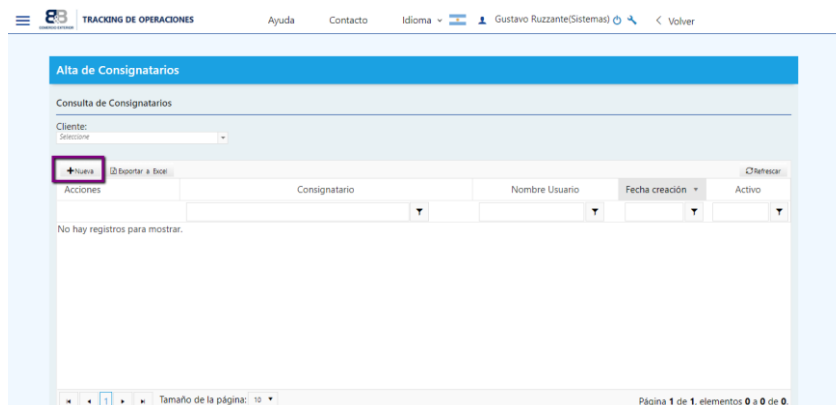 BB TRACKING DE OPERACIONES Ayuda Contacto Idioma Gustavo Ruzzante(Sistemas) Volver
Alta de Consignatarios
Consulta de Consignatarios
Cliente:
Seleccione
+Nueva Exportar a Excel Refrescar
Acciones Consignatario Nombre Usuario Fecha creación Activo
No hay registros para mostrar.
1 Tamaño de la página: 10 Página 1 de 1, elementos 0 a 0 de 0.